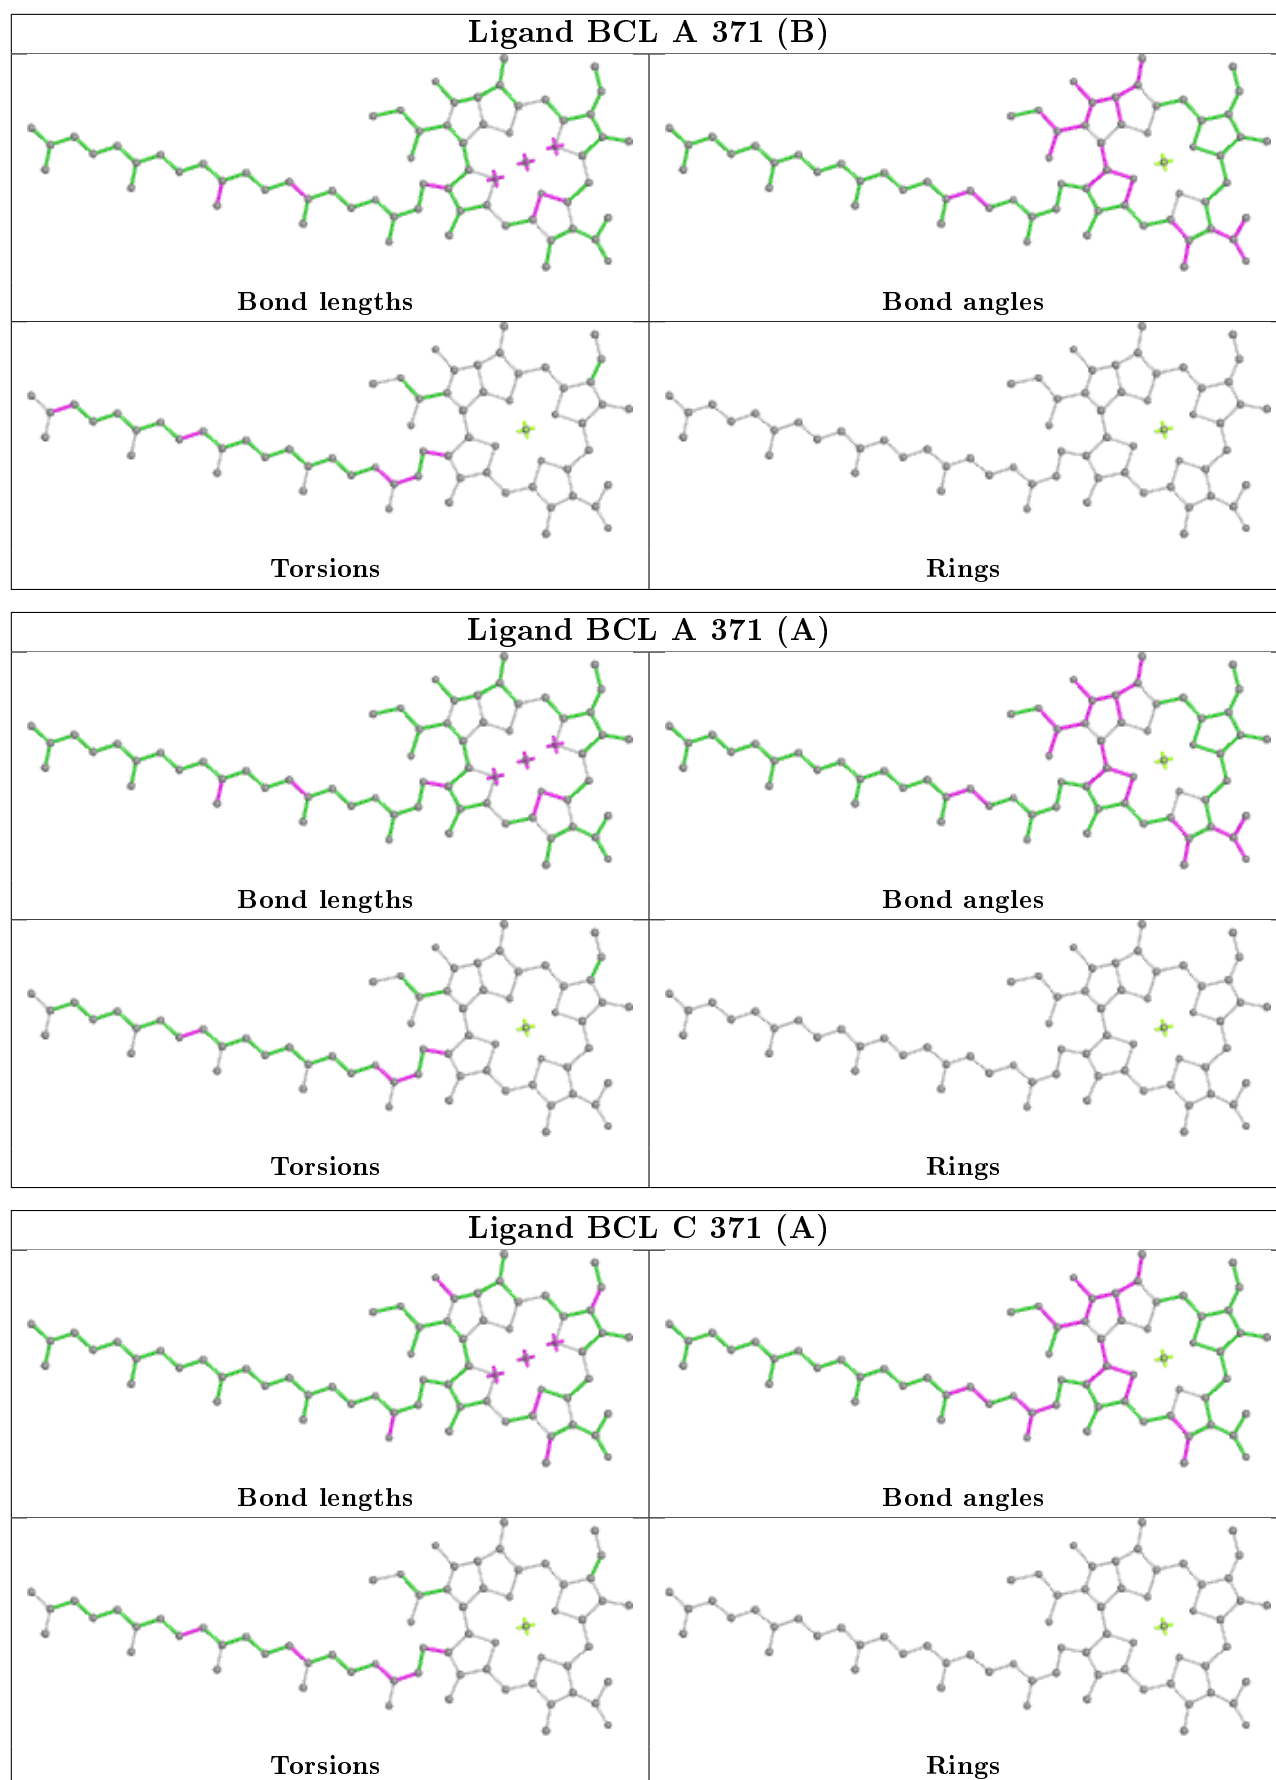 Ligand BCL A 371 (B)
Bond lengths
Bond angles
Torsions
Rings
Ligand BCL A 371 (A)
Bond lengths
Bond angles
Torsions
Rings
Ligand BCL C 371 (A)
Bond lengths
Bond angles
Torsions
Rings